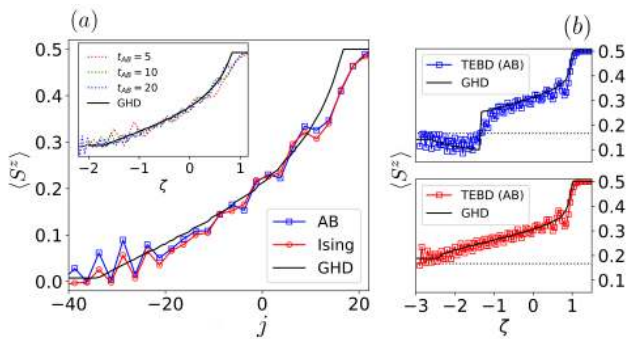 (a)
(b)
0.5
0.4
0.3
0.2
0.1
0.0
⟨S^z⟩
t_AB = 5
t_AB = 10
t_AB = 20
GHD
−2 −1 0 1
ζ
AB
Ising
GHD
−40 −20 0 20
j
TEBD (AB)
GHD
0.5
0.4
0.3
0.2
0.1
⟨S^z⟩
TEBD (AB)
GHD
0.5
0.4
0.3
0.2
−3 −2 −1 0 1
ζ